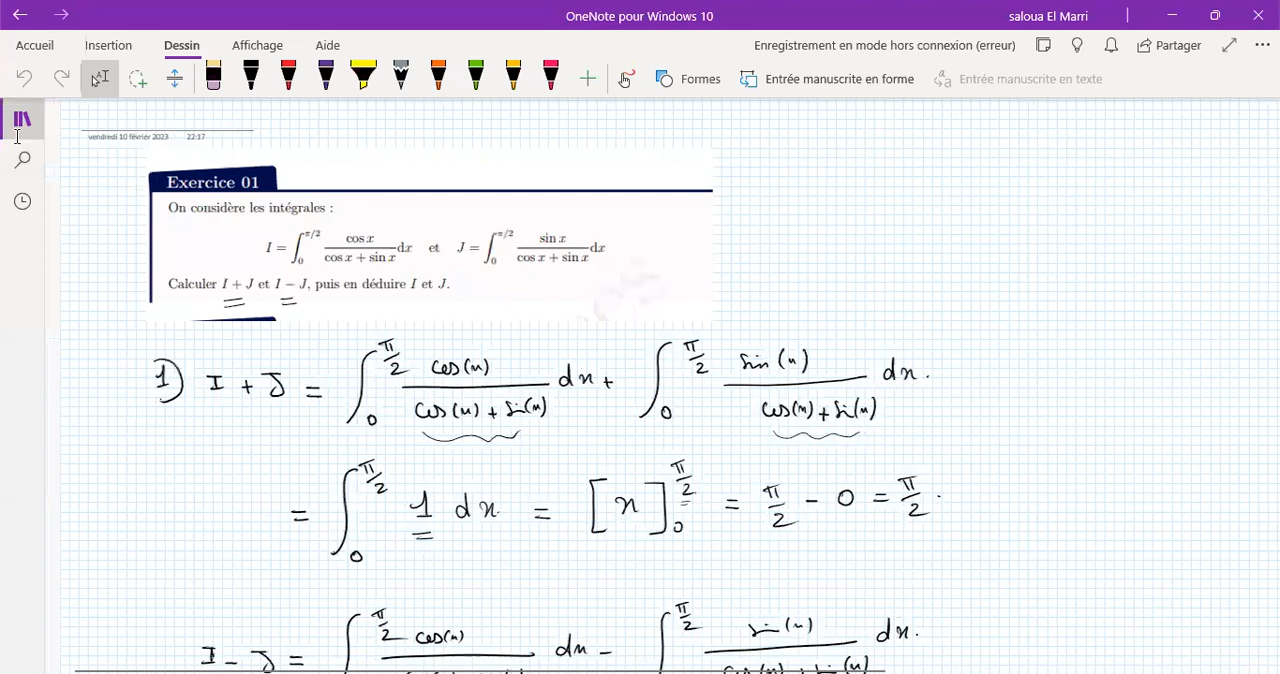 OneNote pour Windows 10
saloua El Marri
Accueil Insertion Dessin Affichage Aide
Enregistrement en mode hors connexion (erreur) Partager
Formes Entrée manuscrite en forme Entrée manuscrite en texte
vendredi 10 février 2023 22:17
Exercice 01
On considère les intégrales :
I = ∫_0^{π/2} cos x / (cos x + sin x) dx et J = ∫_0^{π/2} sin x / (cos x + sin x) dx
Calculer I + J et I − J, puis en déduire I et J.
1) I + J = ∫_0^{π/2} cos(x) / (cos(x) + sin(x)) dx + ∫_0^{π/2} sin(x) / (cos(x) + sin(x)) dx.
= ∫_0^{π/2} 1 dx = [x]_0^{π/2} = π/2 - 0 = π/2.
I - J = ∫^{π/2} cos(x) dx - ∫^{π/2} sin(x) / cos(x) + sin(x) dx.